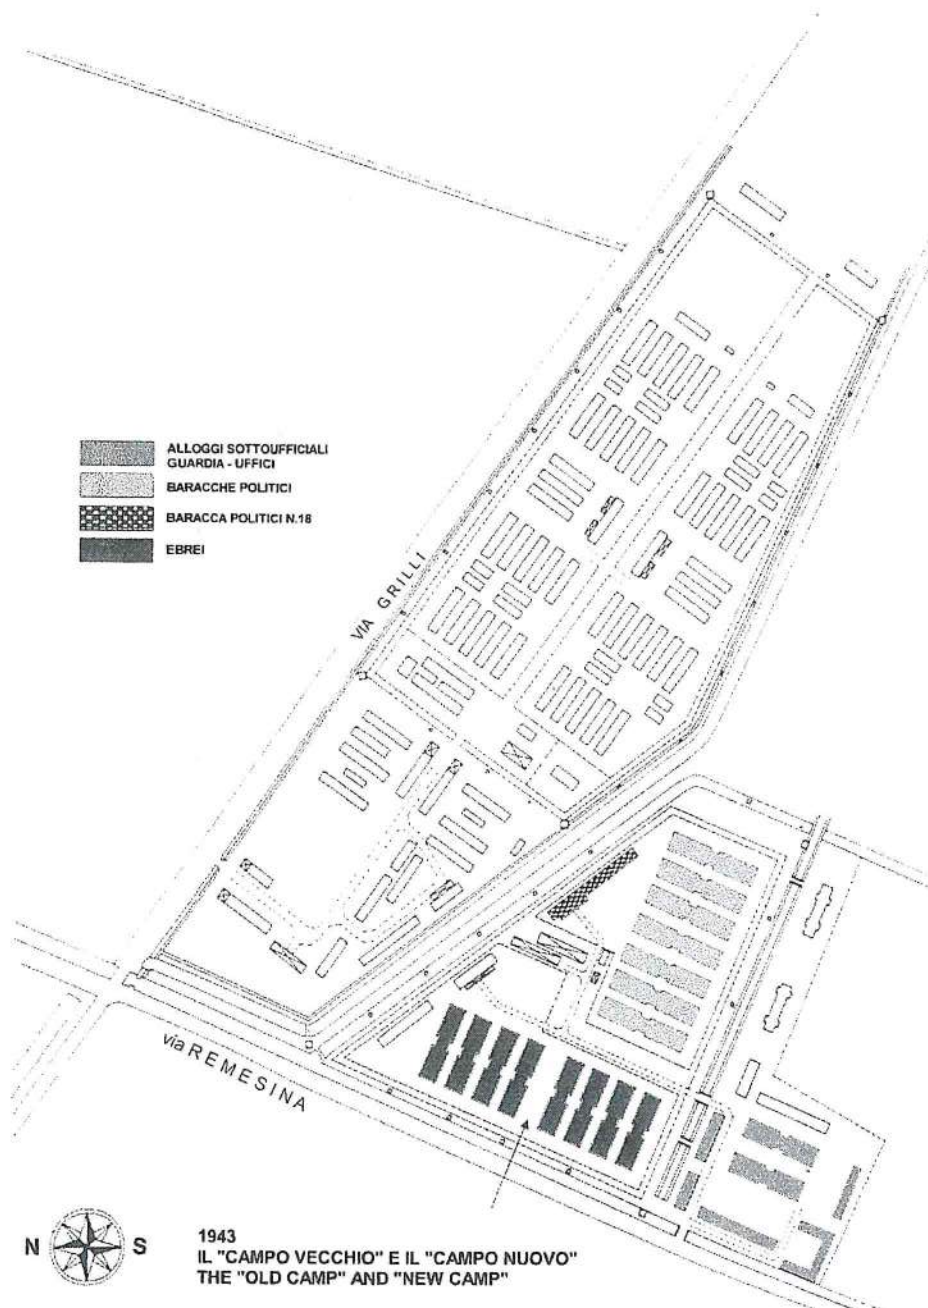 ALLOGGI SOTTOUFFICIALI
GUARDIA - UFFICI
BARACCHE POLITICI
BARACCA POLITICI N.18
EBREI
VIA GRILLI
via REMESINA
N S
1943
IL "CAMPO VECCHIO" E IL "CAMPO NUOVO"
THE "OLD CAMP" AND "NEW CAMP"